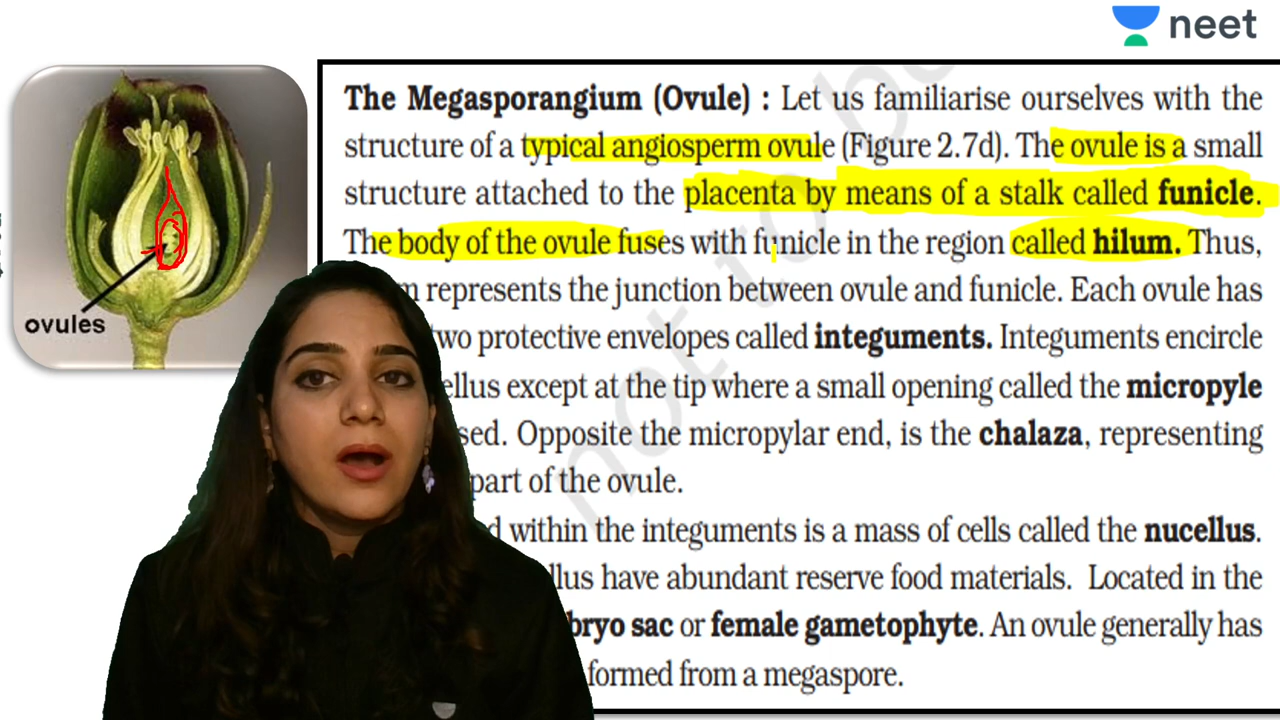 neet
The Megasporangium (Ovule) : Let us familiarise ourselves with the
structure of a typical angiosperm ovule (Figure 2.7d). The ovule is a small
structure attached to the placenta by means of a stalk called funicle.
The body of the ovule fuses with funicle in the region called hilum. Thus,
represents the junction between ovule and funicle. Each ovule has
two protective envelopes called integuments. Integuments encircle
except at the tip where a small opening called the micropyle
Opposite the micropylar end, is the chalaza, representing
part of the ovule.
within the integuments is a mass of cells called the nucellus.
have abundant reserve food materials. Located in the
sac or female gametophyte. An ovule generally has
formed from a megaspore.
ovules
not to be